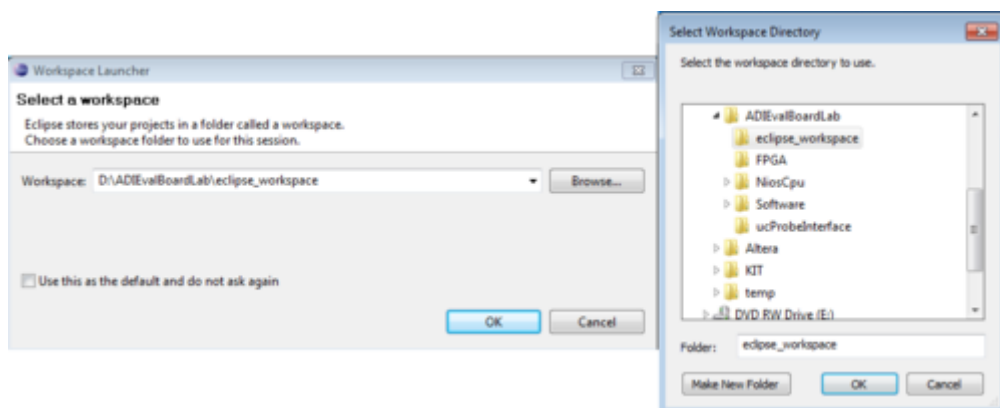 Workspace Launcher
Select a workspace
Eclipse stores your projects in a folder called a workspace.
Choose a workspace folder to use for this session.
Workspace: D:\ADIEvalBoardLab\eclipse_workspace Browse...
Use this as the default and do not ask again
OK Cancel
Select Workspace Directory
Select the workspace directory to use.
ADIEvalBoardLab
eclipse_workspace
FPGA
NiosCpu
Software
ucProbeInterface
Altera
KIT
temp
DVD RW Drive (E:)
Folder: eclipse_workspace
Make New Folder OK Cancel